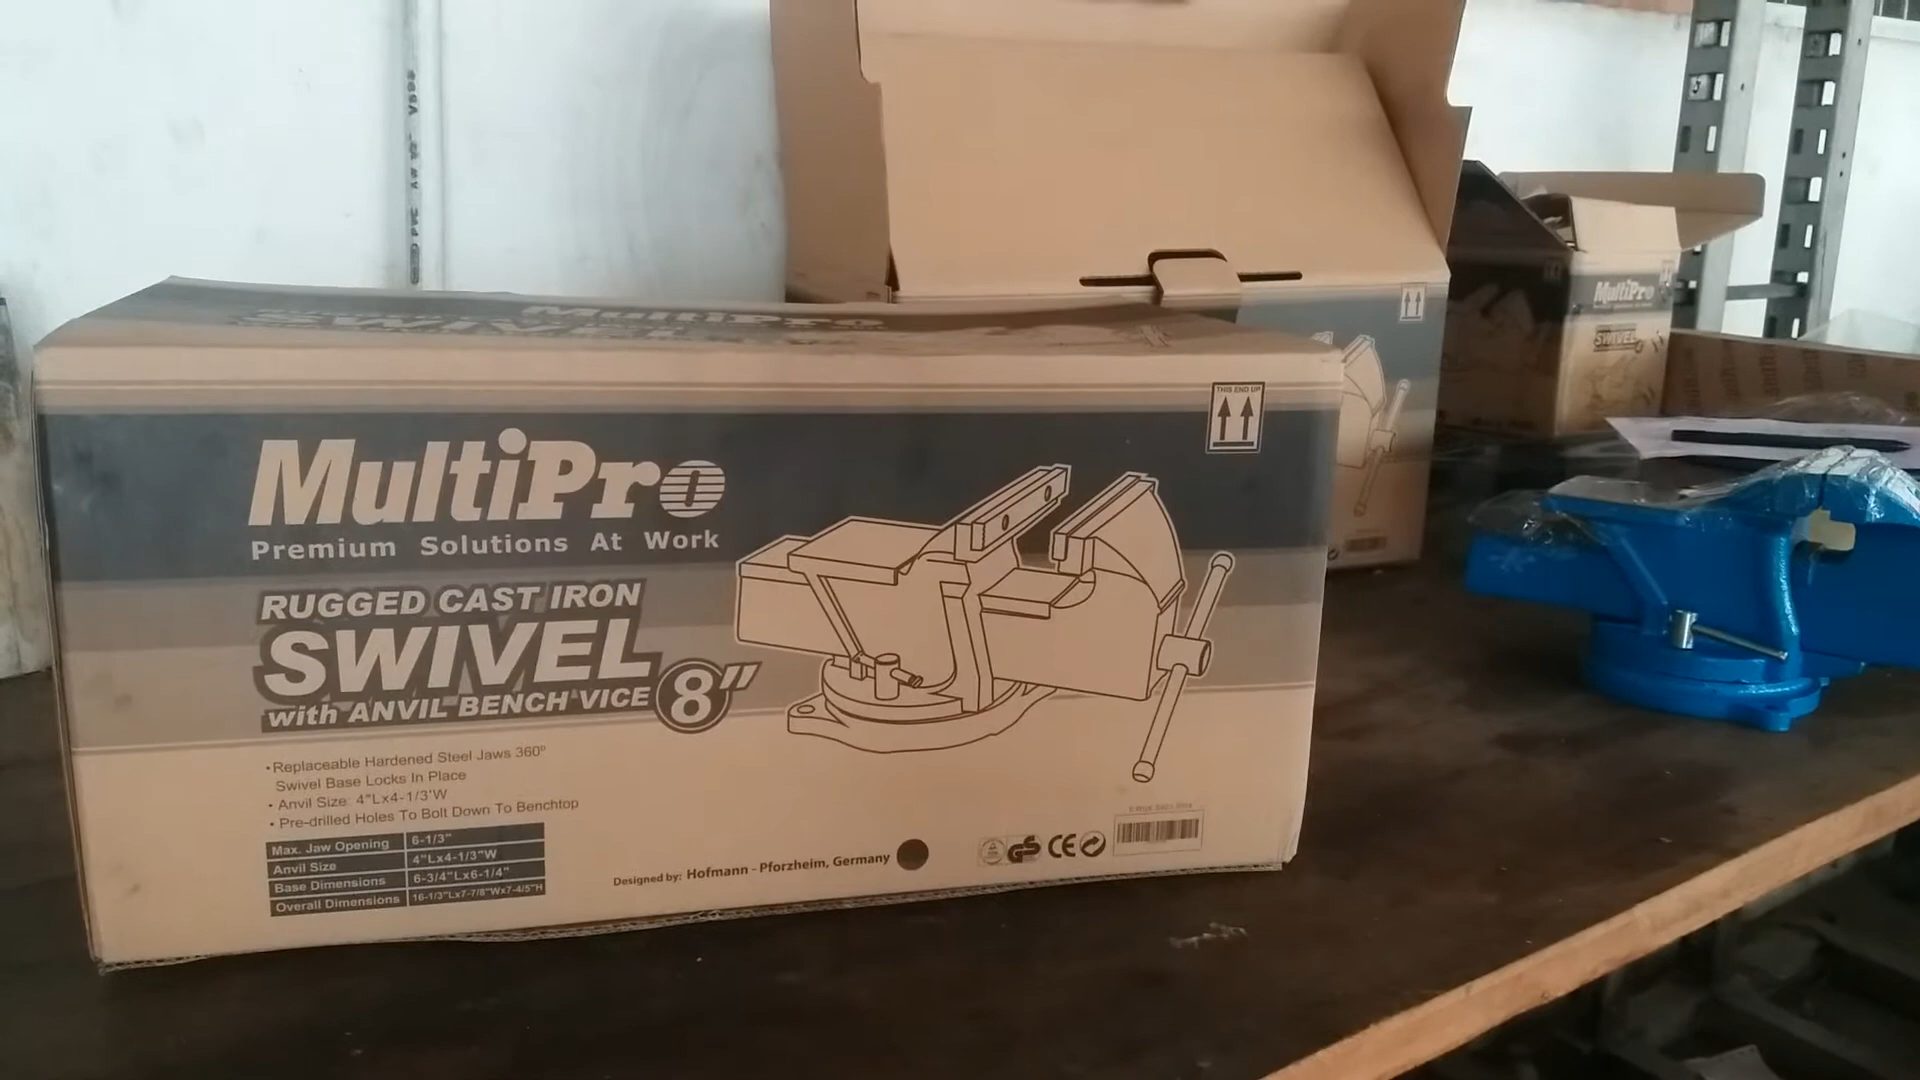 MultiPro
Premium Solutions At Work
RUGGED CAST IRON
SWIVEL
with ANVIL BENCH VICE 8"
•Replaceable Hardened Steel Jaws 360º
Swivel Base Locks In Place
• Anvil Size: 4"Lx4-1/3'W
• Pre-drilled Holes To Bolt Down To Benchtop
Max. Jaw Opening 6-1/3"
Anvil Size 4"Lx4-1/3"W
Base Dimensions 6-3/4"Lx6-1/4"
Overall Dimensions 16-1/3"Lx7-7/8"Wx7-4/5"H
Designed by: Hofmann - Pforzheim, Germany
THIS END UP
GS CE
MultiPro
SWIVEL
MultiPro
SWIVEL